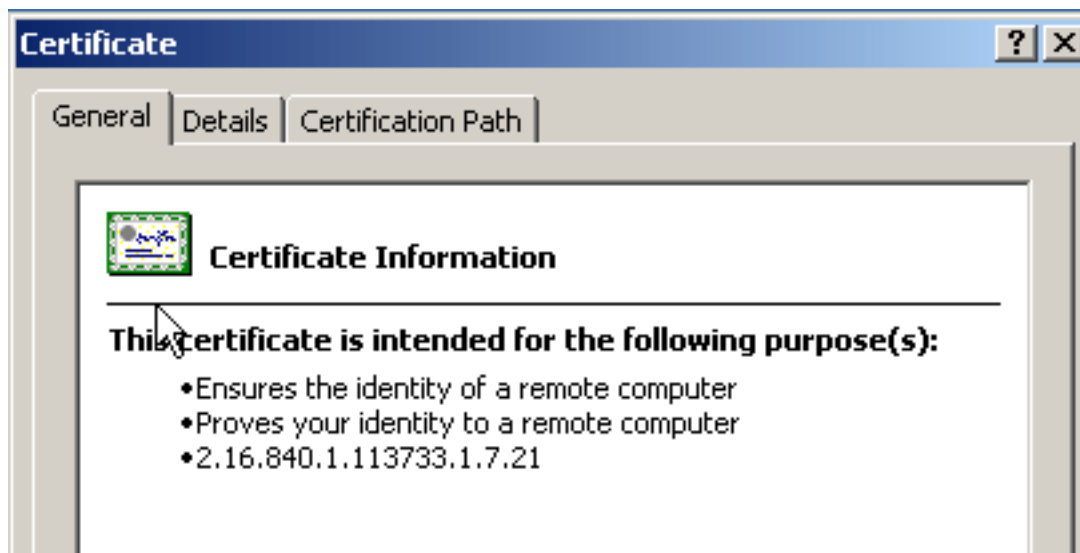 Certificate
General Details Certification Path
Certificate Information
This certificate is intended for the following purpose(s):
•Ensures the identity of a remote computer
•Proves your identity to a remote computer
•2.16.840.1.113733.1.7.21